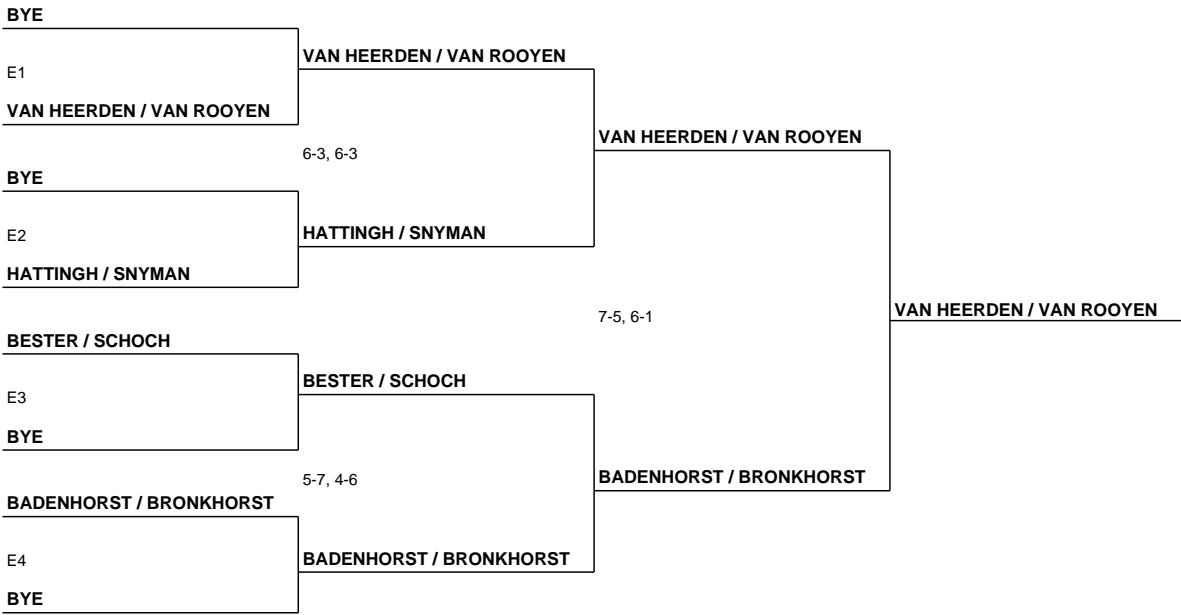 BYE
E1
VAN HEERDEN / VAN ROOYEN
BYE
E2
HATTINGH / SNYMAN
BESTER / SCHOCH
E3
BYE
BADENHORST / BRONKHORST
E4
BYE
VAN HEERDEN / VAN ROOYEN
6-3, 6-3
HATTINGH / SNYMAN
BESTER / SCHOCH
5-7, 4-6
BADENHORST / BRONKHORST
VAN HEERDEN / VAN ROOYEN
7-5, 6-1
BADENHORST / BRONKHORST
VAN HEERDEN / VAN ROOYEN